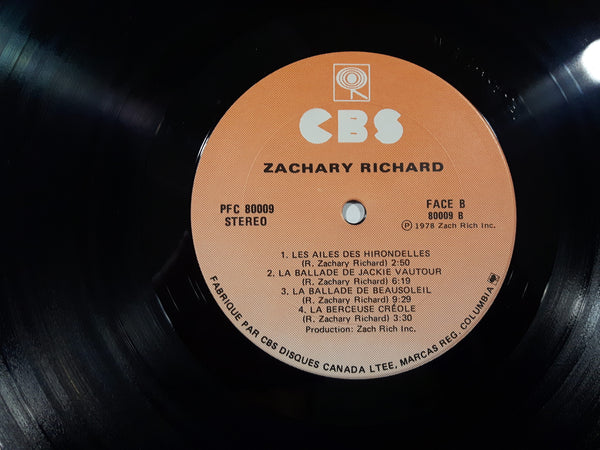 CBS
ZACHARY RICHARD
PFC 80009
STEREO
FACE B
80009 B
Ⓟ 1978 Zach Rich Inc.
1. LES AILES DES HIRONDELLES
(R. Zachary Richard) 2:50
2. LA BALLADE DE JACKIE VAUTOUR
(R. Zachary Richard) 6:19
3. LA BALLADE DE BEAUSOLEIL
(R. Zachary Richard) 9:29
4. LA BERCEUSE CRÉOLE
(R. Zachary Richard) 3:30
Production: Zach Rich Inc.
FABRIQUE PAR CBS DISQUES CANADA LTEE, MARCAS REG. COLUMBIA